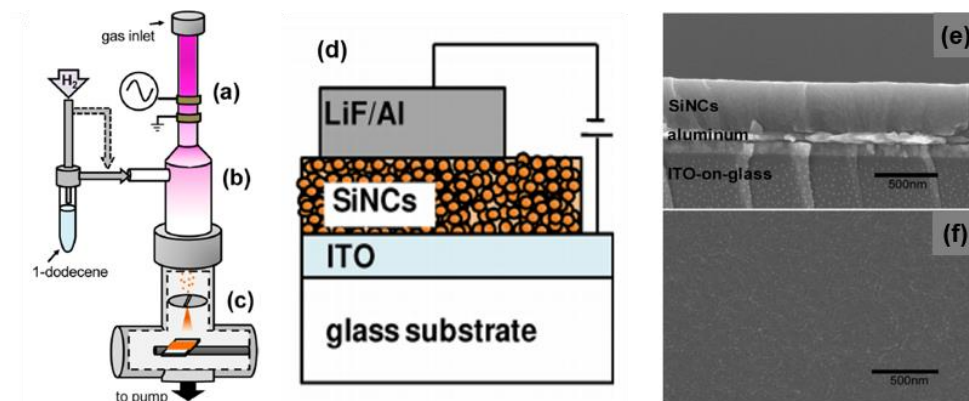 gas inlet
H₂
(a)
(b)
1-dodecene
(c)
to pump
(d)
LiF/Al
SiNCs
ITO
glass substrate
(e)
SiNCs
aluminum
ITO-on-glass
500nm
(f)
500nm